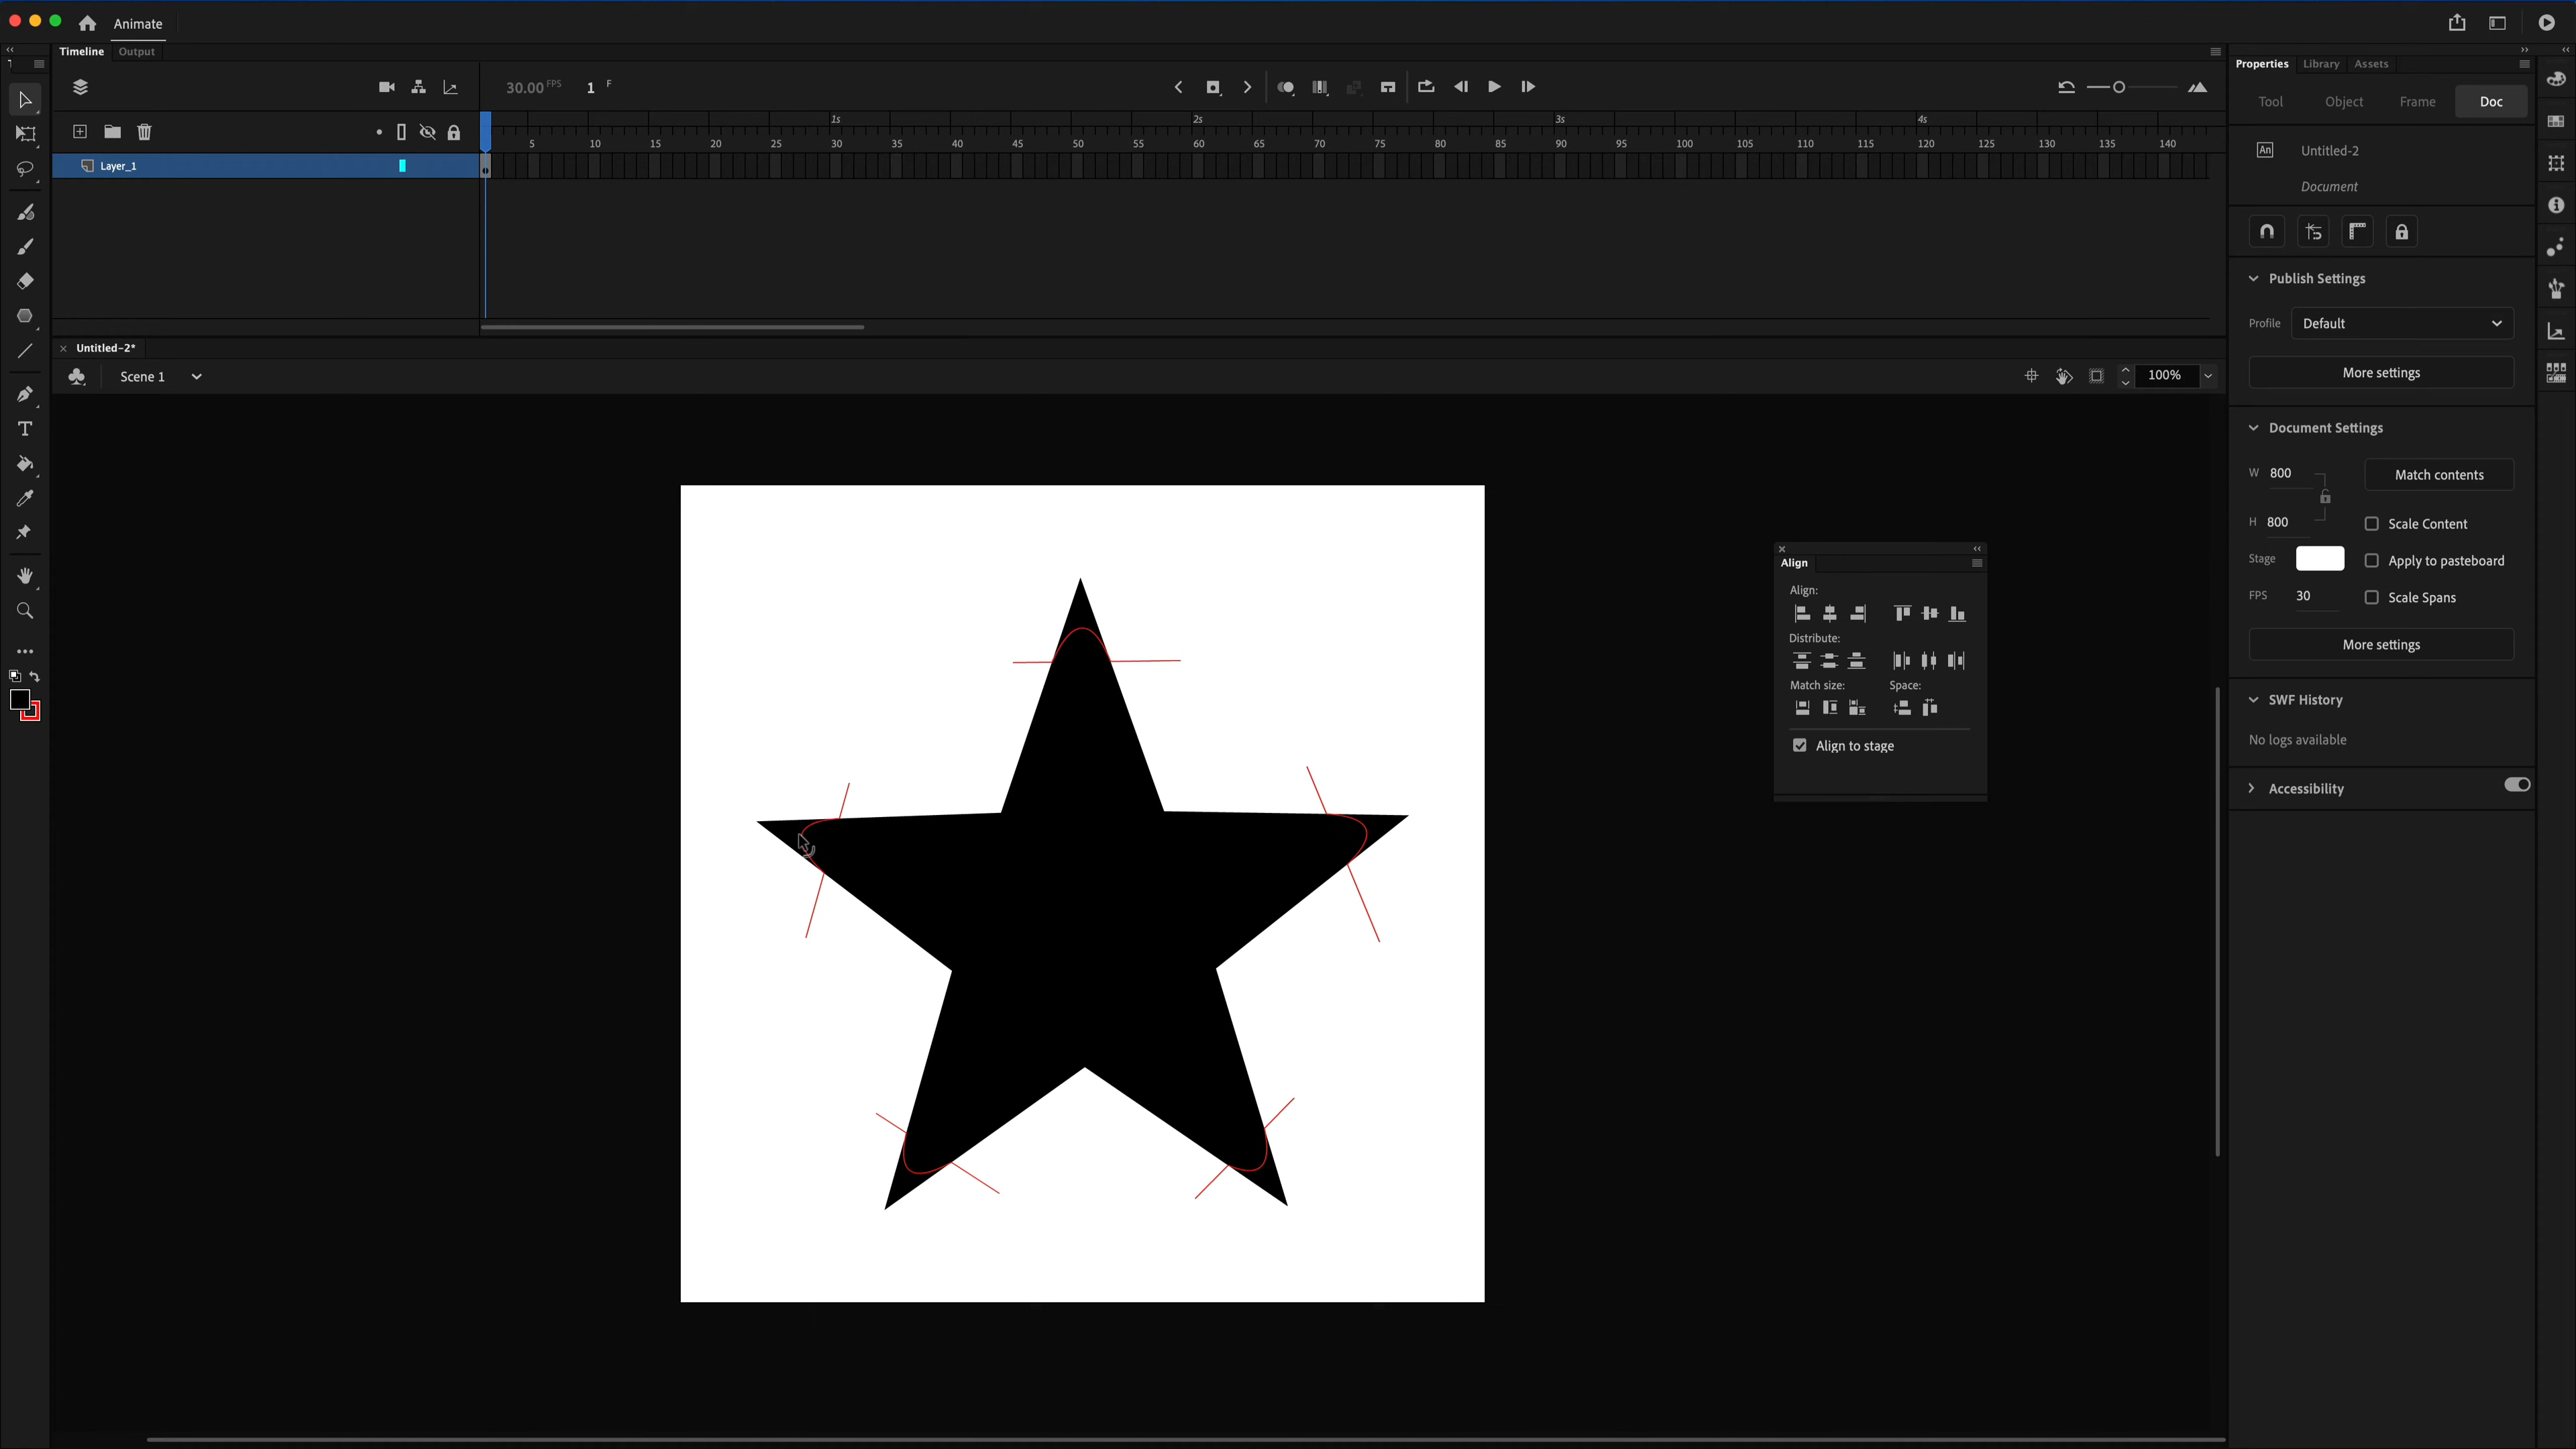 Animate
Timeline Output
30.00 FPS 1 F
1s 2s 3s 4s
5 10 15 20 25 30 35 40 45 50 55 60 65 70 75 80 85 90 95 100 105 110 115 120 125 130 135 140
Layer_1
Untitled-2*
Scene 1
100%
Align
Align:
Distribute:
Match size: Space:
Align to stage
Properties Library Assets
Tool Object Frame Doc
An Untitled-2
Document
Publish Settings
Profile Default
More settings
Document Settings
W 800 Match contents
H 800 Scale Content
Stage Apply to pasteboard
FPS 30 Scale Spans
More settings
SWF History
No logs available
Accessibility